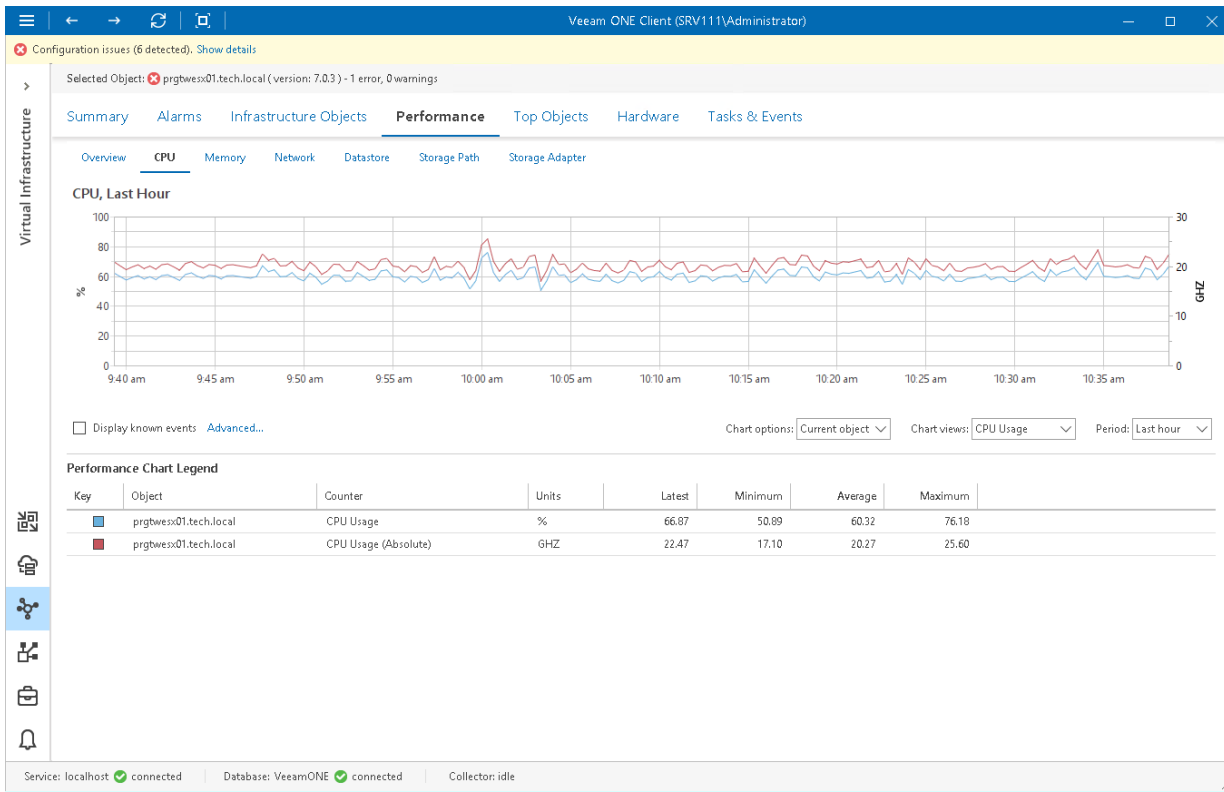 Veeam ONE Client (SRV111\Administrator)
Configuration issues (6 detected). Show details
Selected Object: prgtwesx01.tech.local ( version: 7.0.3 ) - 1 error, 0 warnings
Virtual Infrastructure
Summary Alarms Infrastructure Objects Performance Top Objects Hardware Tasks & Events
Overview CPU Memory Network Datastore Storage Path Storage Adapter
CPU, Last Hour
100 30
80
60 20
%
GHZ
40
10
20
0 0
9:40 am 9:45 am 9:50 am 9:55 am 10:00 am 10:05 am 10:10 am 10:15 am 10:20 am 10:25 am 10:30 am 10:35 am
Display known events Advanced... Chart options: Current object Chart views: CPU Usage Period: Last hour
Performance Chart Legend
Key Object Counter Units Latest Minimum Average Maximum
prgtwesx01.tech.local CPU Usage % 66.87 50.89 60.32 76.18
prgtwesx01.tech.local CPU Usage (Absolute) GHZ 22.47 17.10 20.27 25.60
Service: localhost connected Database: VeeamONE connected Collector: idle